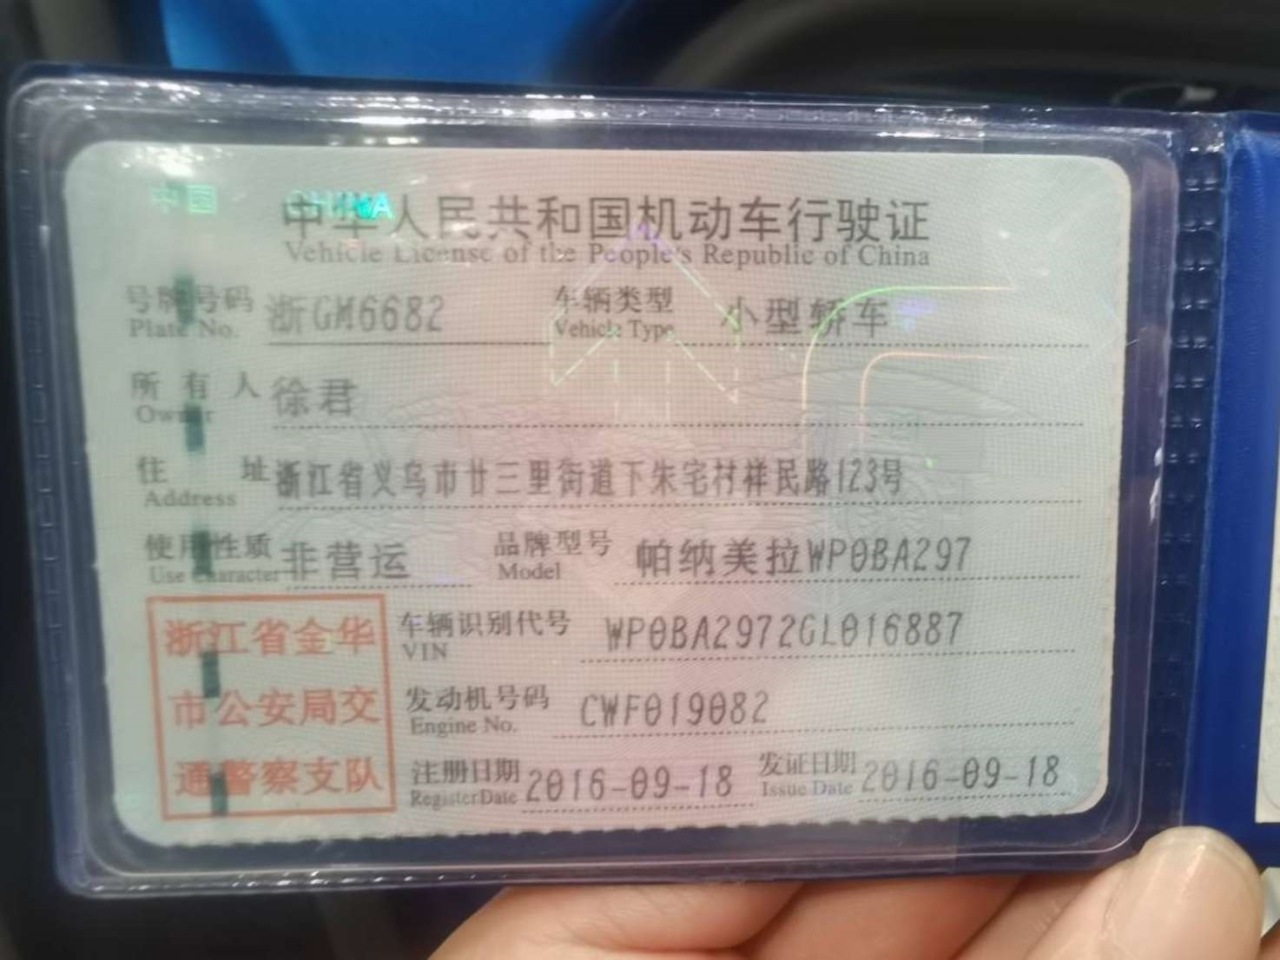 中国 CHINA
中华人民共和国机动车行驶证
Vehicle License of the People's Republic of China
号牌号码 浙GM6682 车辆类型 小型轿车
Plate No. Vehicle Type
所有人 徐君
Owner
住址 浙江省义乌市廿三里街道下朱宅村祥民路123号
Address
使用性质 非营运 品牌型号 帕纳美拉WP0BA297
Use Character Model
浙江省金华
市公安局交
通警察支队
车辆识别代号 WP0BA2972GL016887
VIN
发动机号码 CWF019082
Engine No.
注册日期 2016-09-18 发证日期 2016-09-18
Register Date Issue Date